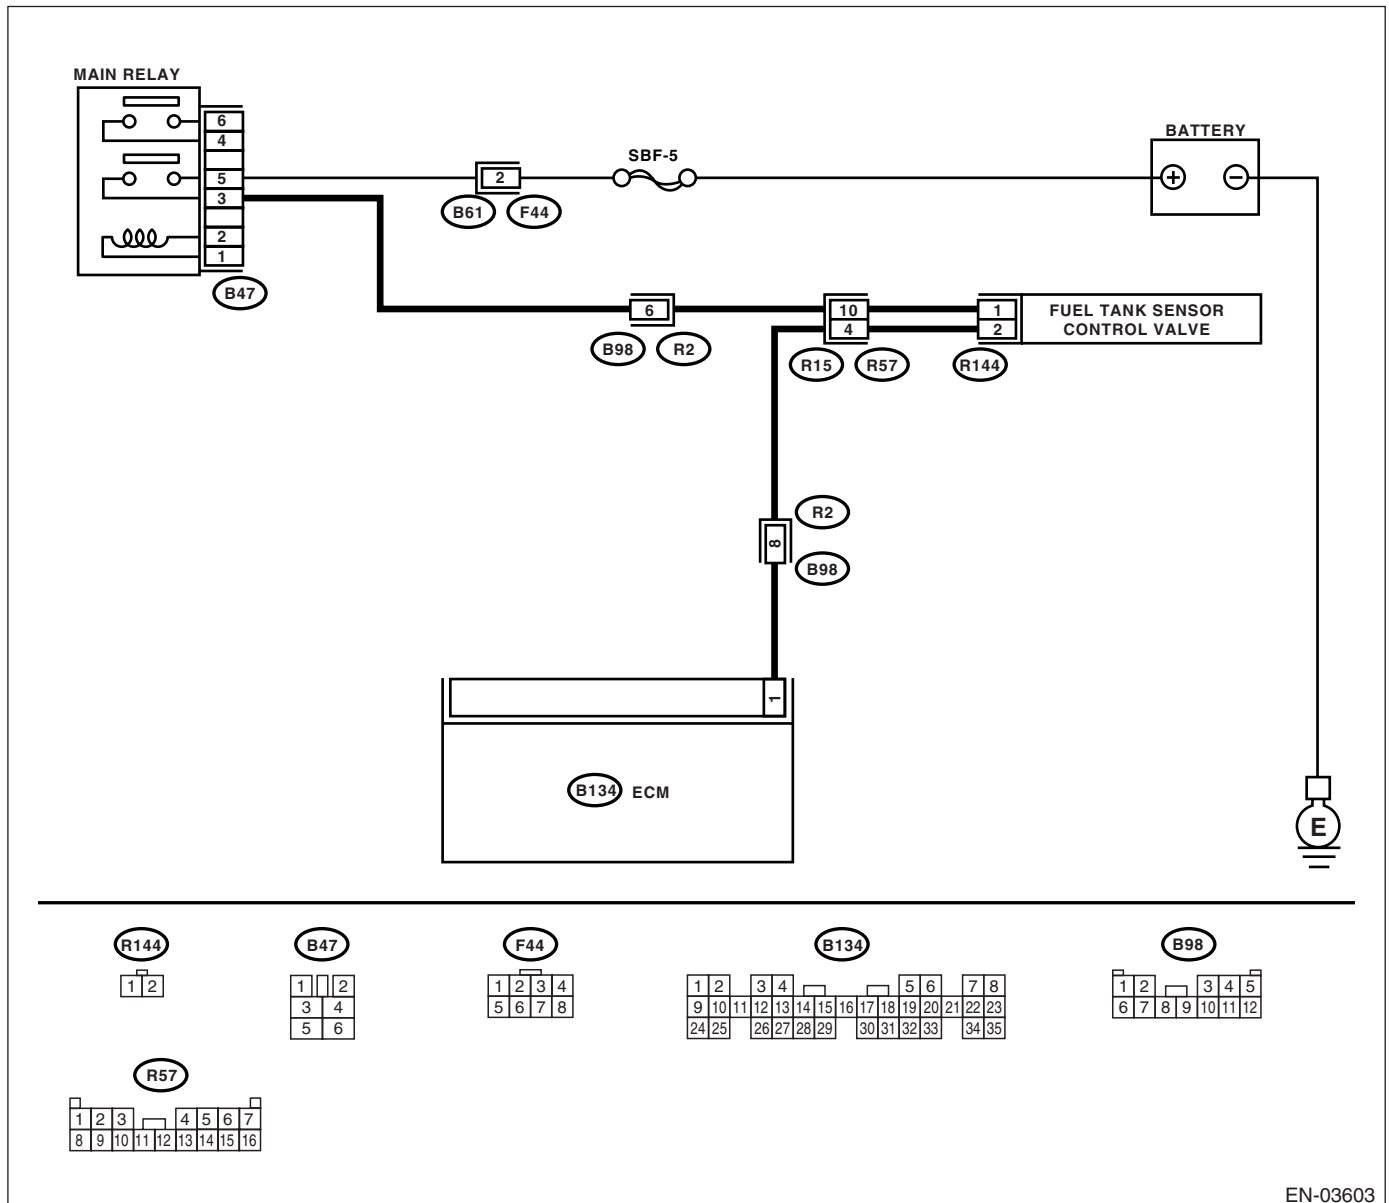 MAIN RELAY
6
4
5
3
2
1
B47
2
B61 F44
SBF-5
BATTERY
+ −
6
B98 R2
10
4
R15 R57
1
2
R144
FUEL TANK SENSOR
CONTROL VALVE
R2
8
B98
1
B134 ECM
E
R144
1 2
B47
1 2
3 4
5 6
F44
1 2 3 4
5 6 7 8
B134
1 2 3 4 5 6 7 8
9 10 11 12 13 14 15 16 17 18 19 20 21 22 23
24 25 26 27 28 29 30 31 32 33 34 35
B98
1 2 3 4 5
6 7 8 9 10 11 12
R57
1 2 3 4 5 6 7
8 9 10 11 12 13 14 15 16
EN-03603